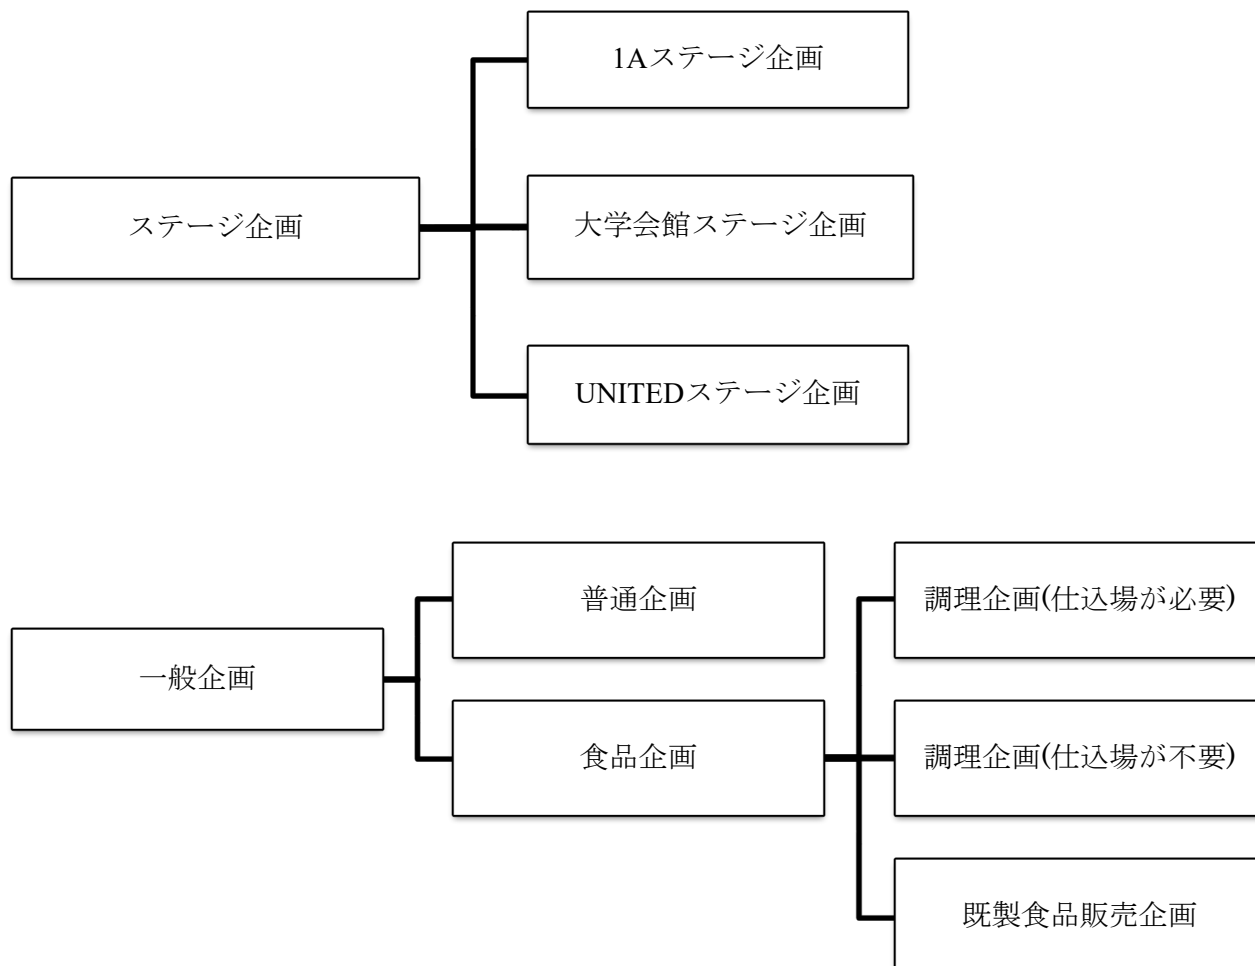 1Aステージ企画
ステージ企画
大学会館ステージ企画
UNITEDステージ企画
普通企画
調理企画(仕込場が必要)
一般企画
食品企画
調理企画(仕込場が不要)
既製食品販売企画